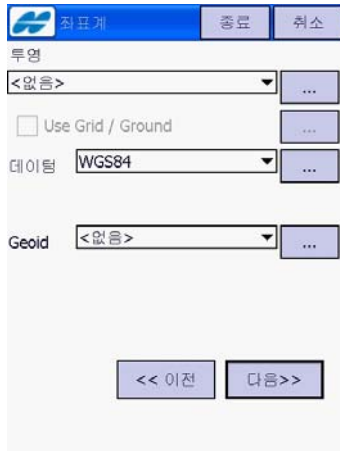 좌표계 종료 취소
투영
<없음> ...
Use Grid / Ground ...
데이텀 WGS84 ...
Geoid <없음> ...
<< 이전 다음>>